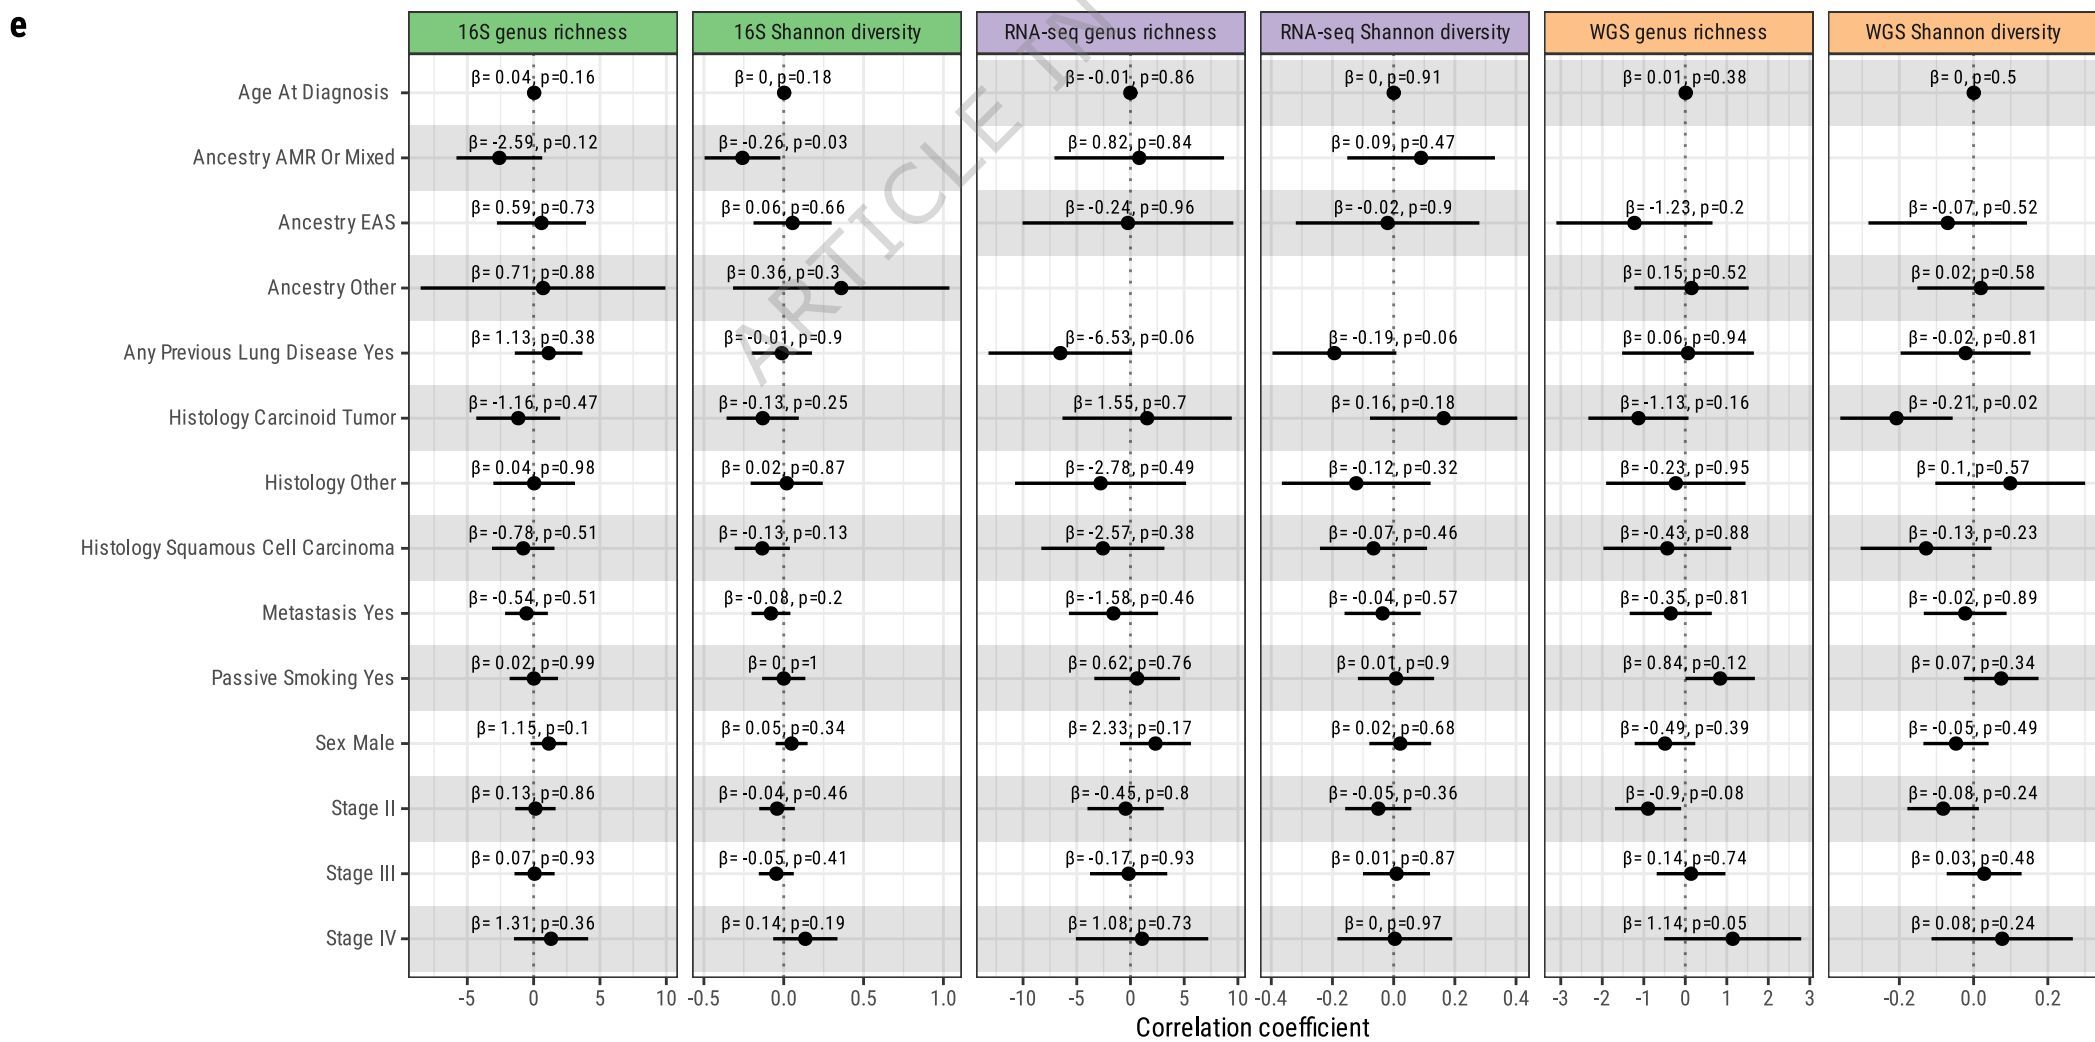 e
16S genus richness 16S Shannon diversity RNA-seq genus richness RNA-seq Shannon diversity WGS genus richness WGS Shannon diversity
Age At Diagnosis β= 0.04, p=0.16 β= 0, p=0.18 β= -0.01, p=0.86 β= 0, p=0.91 β= 0.01, p=0.38 β= 0, p=0.5
Ancestry AMR Or Mixed β= -2.59, p=0.12 β= -0.26, p=0.03 β= 0.82, p=0.84 β= 0.09, p=0.47
Ancestry EAS β= 0.59, p=0.73 β= 0.06, p=0.66 β= -0.24, p=0.96 β= -0.02, p=0.9 β= -1.23, p=0.2 β= -0.07, p=0.52
Ancestry Other β= 0.71, p=0.88 β= 0.36, p=0.3 β= 0.15, p=0.52 β= 0.02, p=0.58
Any Previous Lung Disease Yes β= 1.13, p=0.38 β= -0.01, p=0.9 β= -6.53, p=0.06 β= -0.19, p=0.06 β= 0.06, p=0.94 β= -0.02, p=0.81
Histology Carcinoid Tumor β= -1.16, p=0.47 β= -0.13, p=0.25 β= 1.55, p=0.7 β= 0.16, p=0.18 β= -1.13, p=0.16 β= -0.21, p=0.02
Histology Other β= 0.04, p=0.98 β= 0.02, p=0.87 β= -2.78, p=0.49 β= -0.12, p=0.32 β= -0.23, p=0.95 β= 0.1, p=0.57
Histology Squamous Cell Carcinoma β= -0.78, p=0.51 β= -0.13, p=0.13 β= -2.57, p=0.38 β= -0.07, p=0.46 β= -0.43, p=0.88 β= -0.13, p=0.23
Metastasis Yes β= -0.54, p=0.51 β= -0.08, p=0.2 β= -1.58, p=0.46 β= -0.04, p=0.57 β= -0.35, p=0.81 β= -0.02, p=0.89
Passive Smoking Yes β= 0.02, p=0.99 β= 0, p=1 β= 0.62, p=0.76 β= 0.01, p=0.9 β= 0.84, p=0.12 β= 0.07, p=0.34
Sex Male β= 1.15, p=0.1 β= 0.05, p=0.34 β= 2.33, p=0.17 β= 0.02, p=0.68 β= -0.49, p=0.39 β= -0.05, p=0.49
Stage II β= 0.13, p=0.86 β= -0.04, p=0.46 β= -0.45, p=0.8 β= -0.05, p=0.36 β= -0.9, p=0.08 β= -0.08, p=0.24
Stage III β= 0.07, p=0.93 β= -0.05, p=0.41 β= -0.17, p=0.93 β= 0.01, p=0.87 β= 0.14, p=0.74 β= 0.03, p=0.48
Stage IV β= 1.31, p=0.36 β= 0.14, p=0.19 β= 1.08, p=0.73 β= 0, p=0.97 β= 1.14, p=0.05 β= 0.08, p=0.24
-5 0 5 10 -0.5 0.0 0.5 1.0 -10 -5 0 5 10 -0.4 -0.2 0.0 0.2 0.4 -3 -2 -1 0 1 2 3 -0.2 0.0 0.2
Correlation coefficient
ARTICLE IN